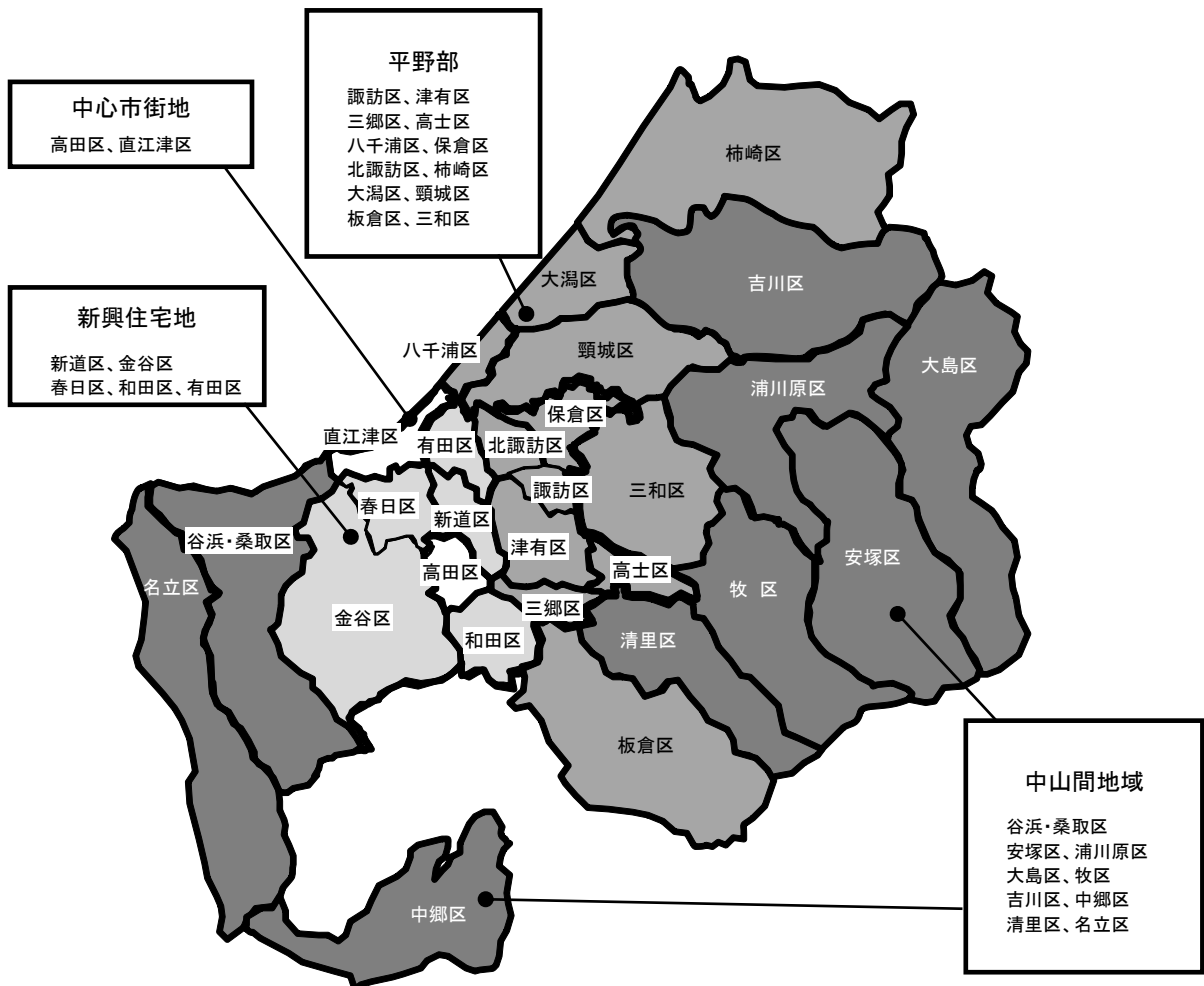 平野部
諏訪区、津有区
三郷区、高士区
八千浦区、保倉区
北諏訪区、柿崎区
大潟区、頸城区
板倉区、三和区
中心市街地
高田区、直江津区
新興住宅地
新道区、金谷区
春日区、和田区、有田区
柿崎区
大潟区
吉川区
八千浦区
頸城区
大島区
浦川原区
保倉区
直江津区
有田区
北諏訪区
諏訪区
三和区
春日区
新道区
谷浜・桑取区
津有区
安塚区
高田区
高士区
名立区
牧 区
三郷区
金谷区
和田区
清里区
板倉区
中郷区
中山間地域
谷浜・桑取区
安塚区、浦川原区
大島区、牧区
吉川区、中郷区
清里区、名立区